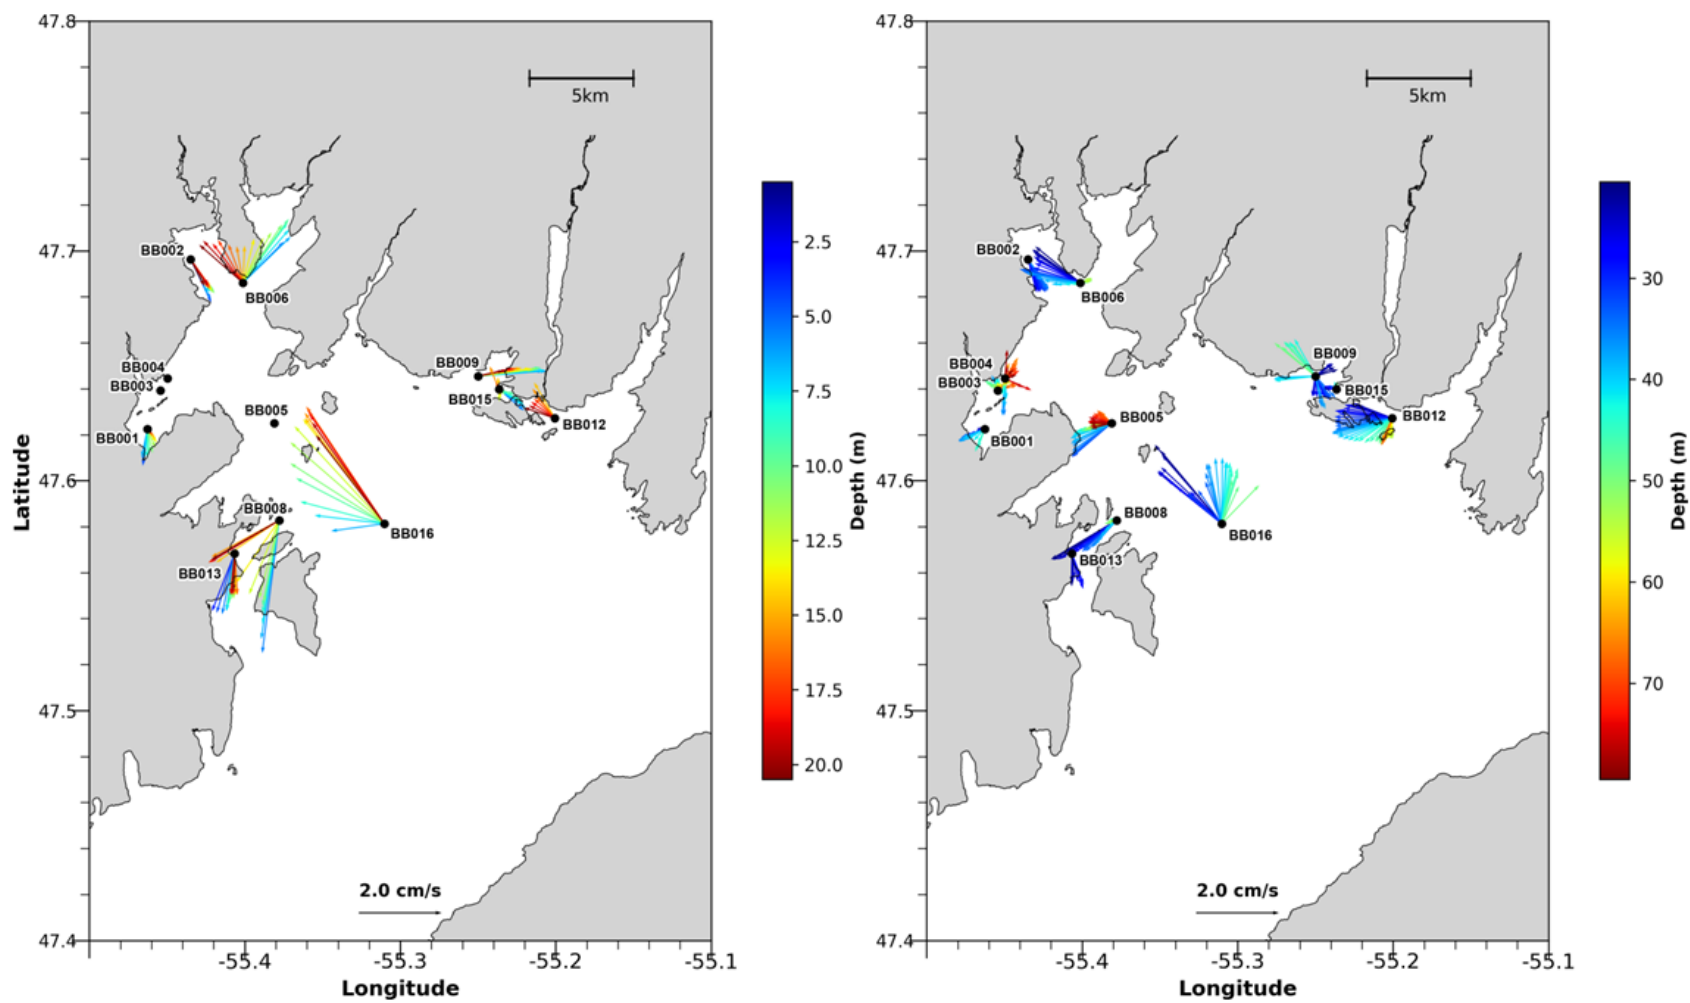 47.8
47.7
47.6
47.5
47.4
Latitude
5km
BB002
BB006
BB004
BB003
BB009
BB015
BB005
BB012
BB001
BB008
BB016
BB013
2.0 cm/s
-55.4
-55.3
-55.2
-55.1
Longitude
2.5
5.0
7.5
10.0
12.5
15.0
17.5
20.0
Depth (m)
47.8
47.7
47.6
47.5
47.4
5km
BB002
BB006
BB004
BB009
BB003
BB015
BB005
BB012
BB001
BB008
BB016
BB013
2.0 cm/s
-55.4
-55.3
-55.2
-55.1
Longitude
30
40
50
60
70
Depth (m)